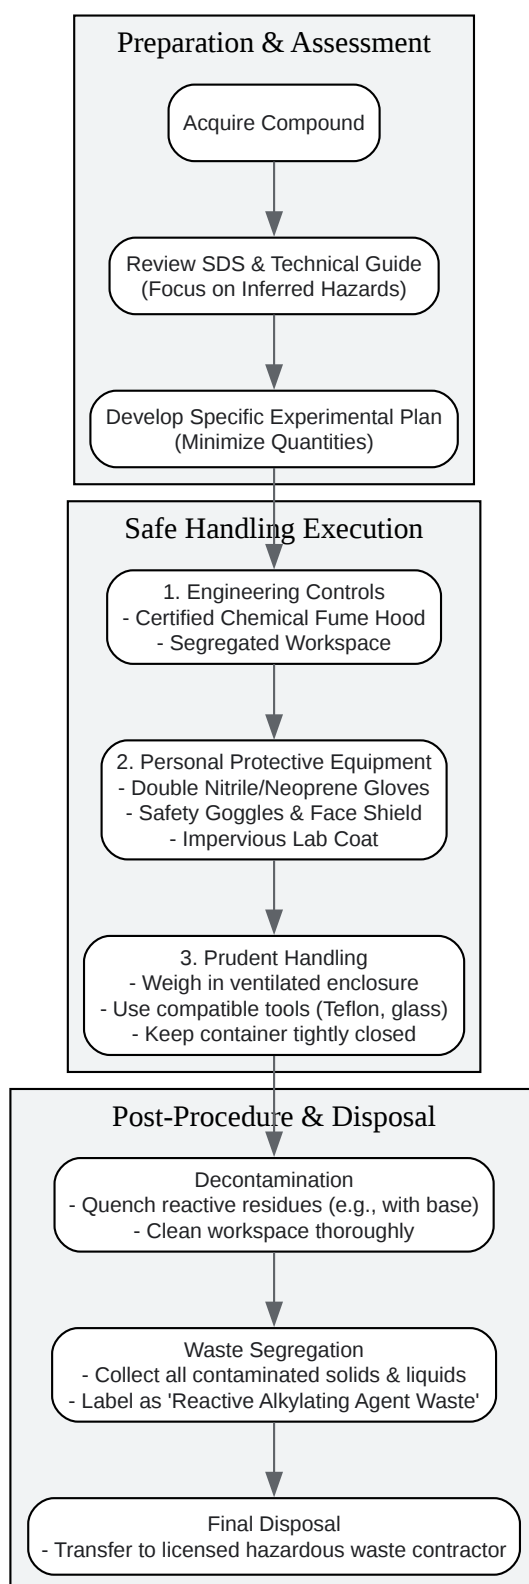 Preparation & Assessment
Acquire Compound
Review SDS & Technical Guide
(Focus on Inferred Hazards)
Develop Specific Experimental Plan
(Minimize Quantities)
Safe Handling Execution
1. Engineering Controls
- Certified Chemical Fume Hood
- Segregated Workspace
2. Personal Protective Equipment
- Double Nitrile/Neoprene Gloves
- Safety Goggles & Face Shield
- Impervious Lab Coat
3. Prudent Handling
- Weigh in ventilated enclosure
- Use compatible tools (Teflon, glass)
- Keep container tightly closed
Post-Procedure & Disposal
Decontamination
- Quench reactive residues (e.g., with base)
- Clean workspace thoroughly
Waste Segregation
- Collect all contaminated solids & liquids
- Label as 'Reactive Alkylating Agent Waste'
Final Disposal
- Transfer to licensed hazardous waste contractor